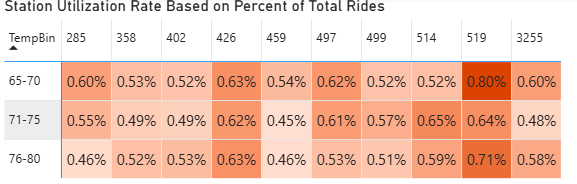 Station Utilization Rate Based on Percent of Total Rides
TempBin 285 358 402 426 459 497 499 514 519 3255
65-70 0.60% 0.53% 0.52% 0.63% 0.54% 0.62% 0.52% 0.52% 0.80% 0.60%
71-75 0.55% 0.49% 0.49% 0.62% 0.45% 0.61% 0.57% 0.65% 0.64% 0.48%
76-80 0.46% 0.52% 0.53% 0.63% 0.46% 0.53% 0.51% 0.59% 0.71% 0.58%